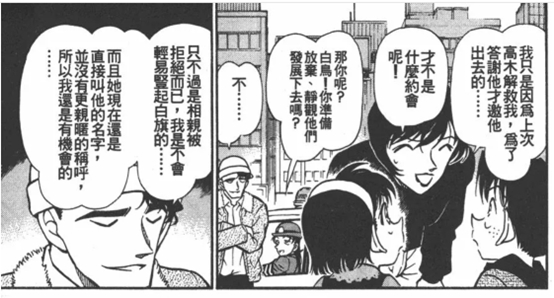 我只是因為上次
高木解救我，為了
答謝他才邀他
出去的……
才不是
什麼約會
呢！
那你呢？
白鳥！你準備
放棄、靜觀他們
發展下去嗎？
不……
只不過是相親被
拒絕而已，我是不會
輕易豎起白旗的……
而且她現在還是
直接叫他的名字，
並沒有更親暱的稱呼，
所以我還是有機會的
……